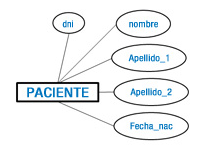 dni
nombre
Apellido_1
PACIENTE
Apellido_2
Fecha_nac